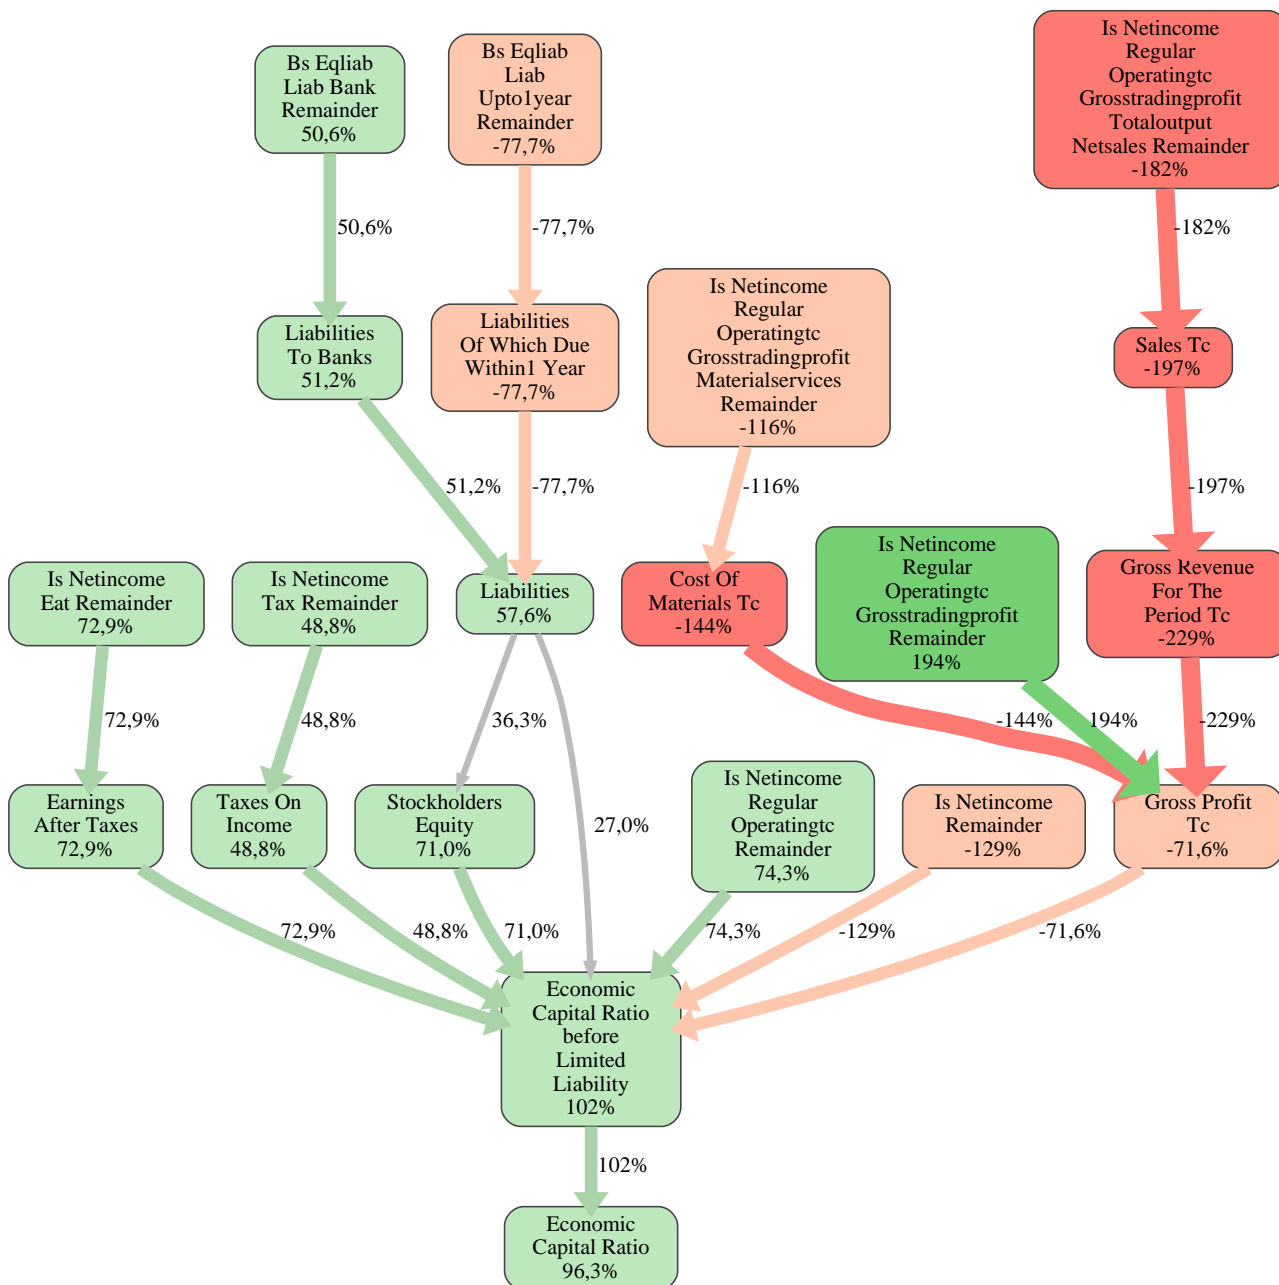 Bs Eqliab
Liab Bank
Remainder
50,6%
Bs Eqliab
Liab
Upto1year
Remainder
-77,7%
Is Netincome
Regular
Operatingtc
Grosstradingprofit
Totaloutput
Netsales Remainder
-182%
50,6%
-77,7%
-182%
Liabilities
To Banks
51,2%
Liabilities
Of Which Due
Within1 Year
-77,7%
Is Netincome
Regular
Operatingtc
Grosstradingprofit
Materialservices
Remainder
-116%
Sales Tc
-197%
51,2%
-77,7%
-116%
-197%
Is Netincome
Eat Remainder
72,9%
Is Netincome
Tax Remainder
48,8%
Liabilities
57,6%
Cost Of
Materials Tc
-144%
Is Netincome
Regular
Operatingtc
Grosstradingprofit
Remainder
194%
Gross Revenue
For The
Period Tc
-229%
72,9%
48,8%
36,3%
-144%
194%
-229%
Earnings
After Taxes
72,9%
Taxes On
Income
48,8%
Stockholders
Equity
71,0%
27,0%
Is Netincome
Regular
Operatingtc
Remainder
74,3%
Is Netincome
Remainder
-129%
Gross Profit
Tc
-71,6%
72,9%
48,8%
71,0%
74,3%
-129%
-71,6%
Economic
Capital Ratio
before
Limited
Liability
102%
102%
Economic
Capital Ratio
96,3%